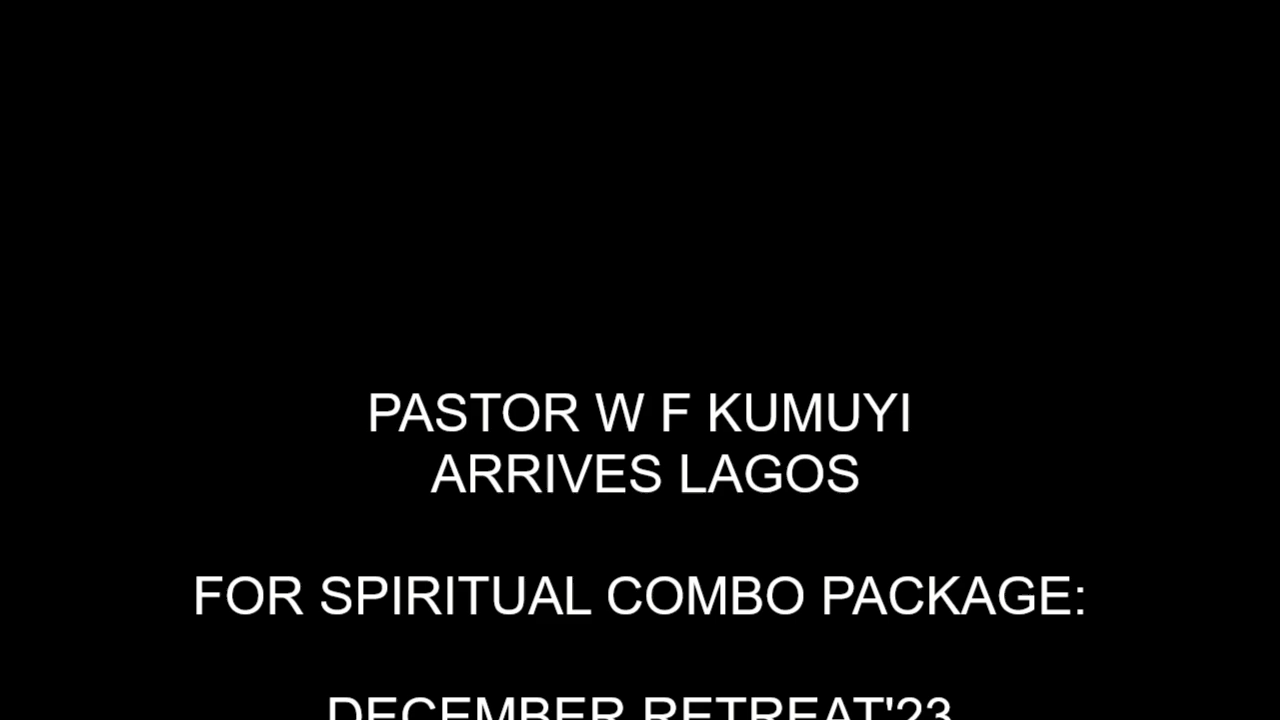 PASTOR W F KUMUYI
ARRIVES LAGOS
FOR SPIRITUAL COMBO PACKAGE:
DECEMBER RETREAT'23